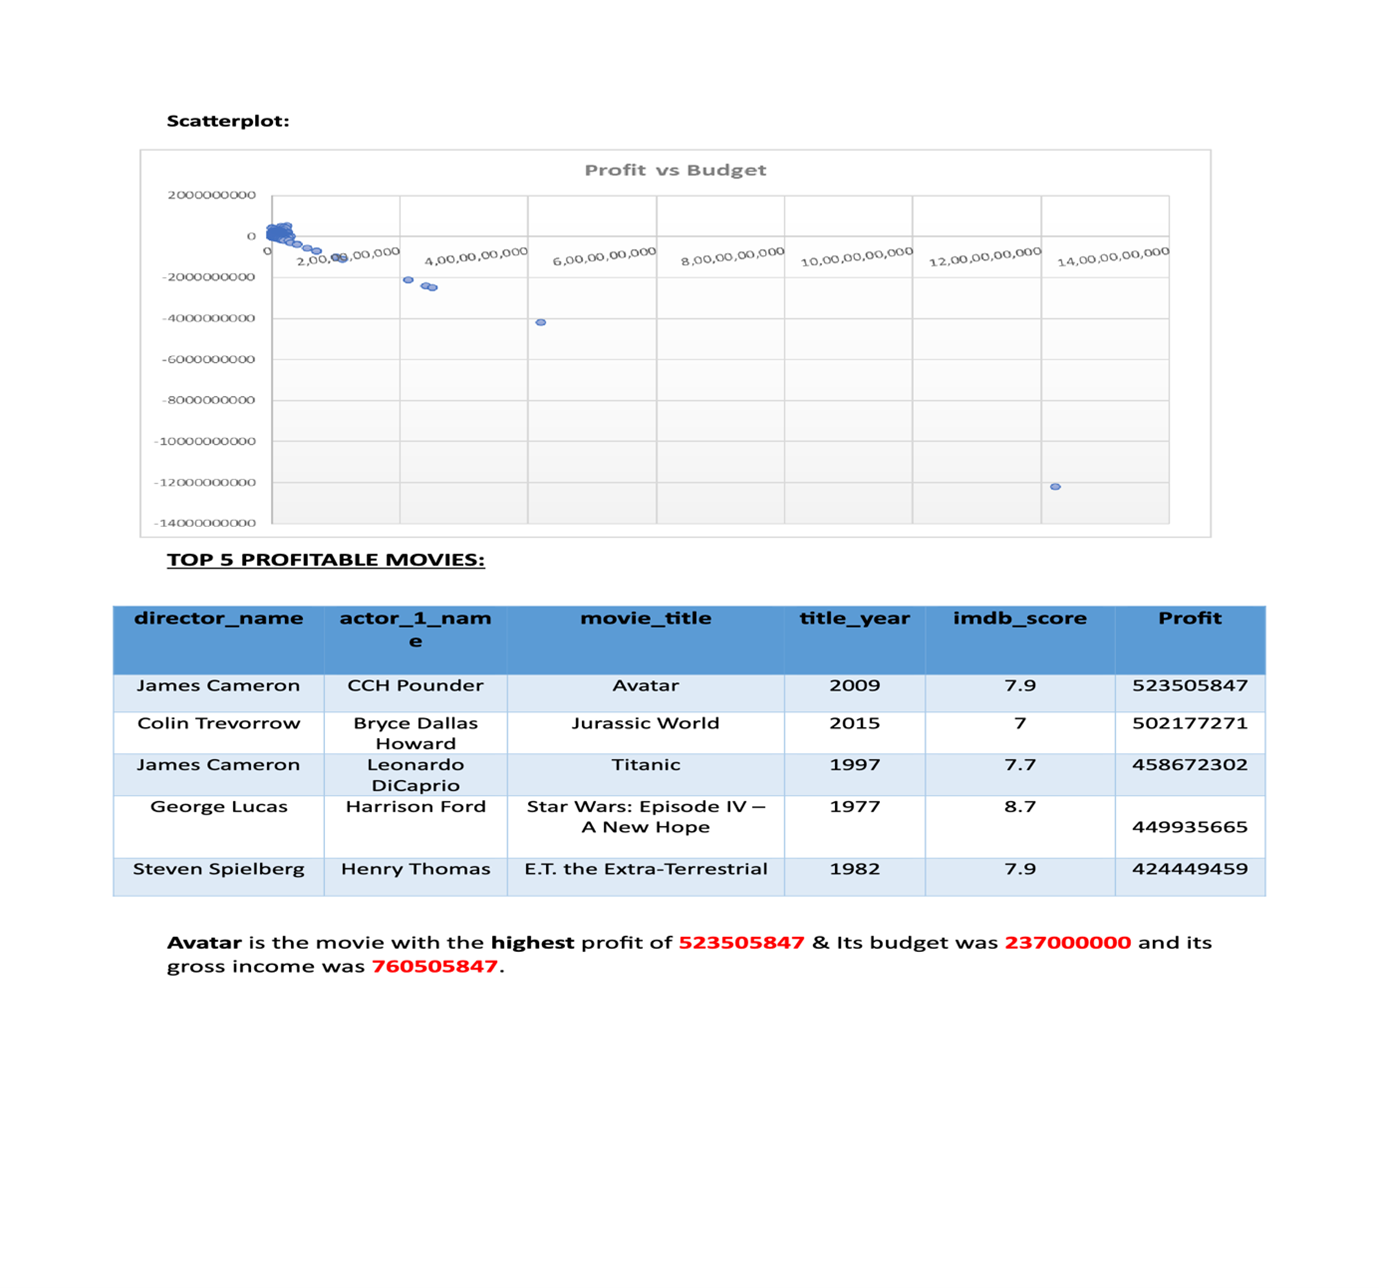 Scatterplot:
Profit vs Budget
2000000000
0
-2000000000
-4000000000
-6000000000
-8000000000
-10000000000
-12000000000
-14000000000
0
2,00,00,00,000
4,00,00,00,000
6,00,00,00,000
8,00,00,00,000
10,00,00,00,000
12,00,00,00,000
14,00,00,00,000
TOP 5 PROFITABLE MOVIES:
director_name actor_1_nam movie_title title_year imdb_score Profit
e
James Cameron CCH Pounder Avatar 2009 7.9 523505847
Colin Trevorrow Bryce Dallas Jurassic World 2015 7 502177271
Howard
James Cameron Leonardo Titanic 1997 7.7 458672302
DiCaprio
George Lucas Harrison Ford Star Wars: Episode IV – 1977 8.7
A New Hope 449935665
Steven Spielberg Henry Thomas E.T. the Extra-Terrestrial 1982 7.9 424449459
Avatar is the movie with the highest profit of 523505847 & Its budget was 237000000 and its
gross income was 760505847.